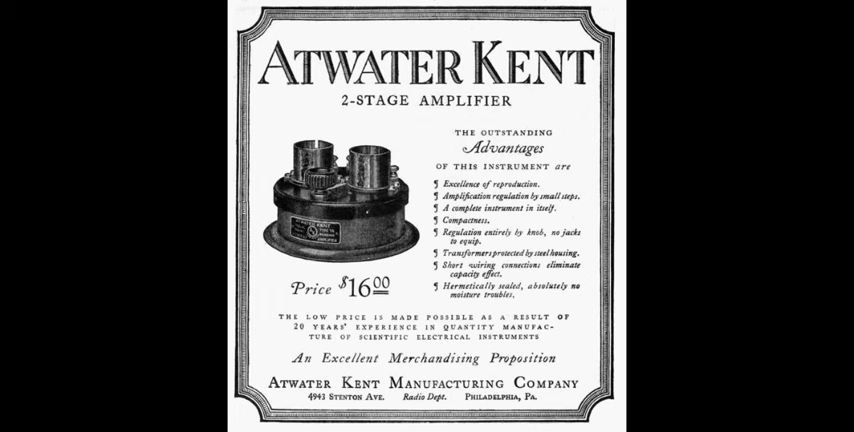 ATWATER KENT
2-STAGE AMPLIFIER
THE OUTSTANDING
Advantages
OF THIS INSTRUMENT are
¶ Excellence of reproduction.
¶ Amplification regulation by small steps.
¶ A complete instrument in itself.
¶ Compactness.
¶ Regulation entirely by knob, no jacks
to equip.
¶ Transformers protected by steel housing.
¶ Short wiring connections eliminate
capacity effect.
¶ Hermetically sealed, absolutely no
moisture troubles.
ATWATER KENT
AMPLIFIER
Price $16.00
THE LOW PRICE IS MADE POSSIBLE AS A RESULT OF
20 YEARS' EXPERIENCE IN QUANTITY MANUFAC-
TURE OF SCIENTIFIC ELECTRICAL INSTRUMENTS
An Excellent Merchandising Proposition
ATWATER KENT MANUFACTURING COMPANY
4943 STENTON AVE. Radio Dept. PHILADELPHIA, PA.